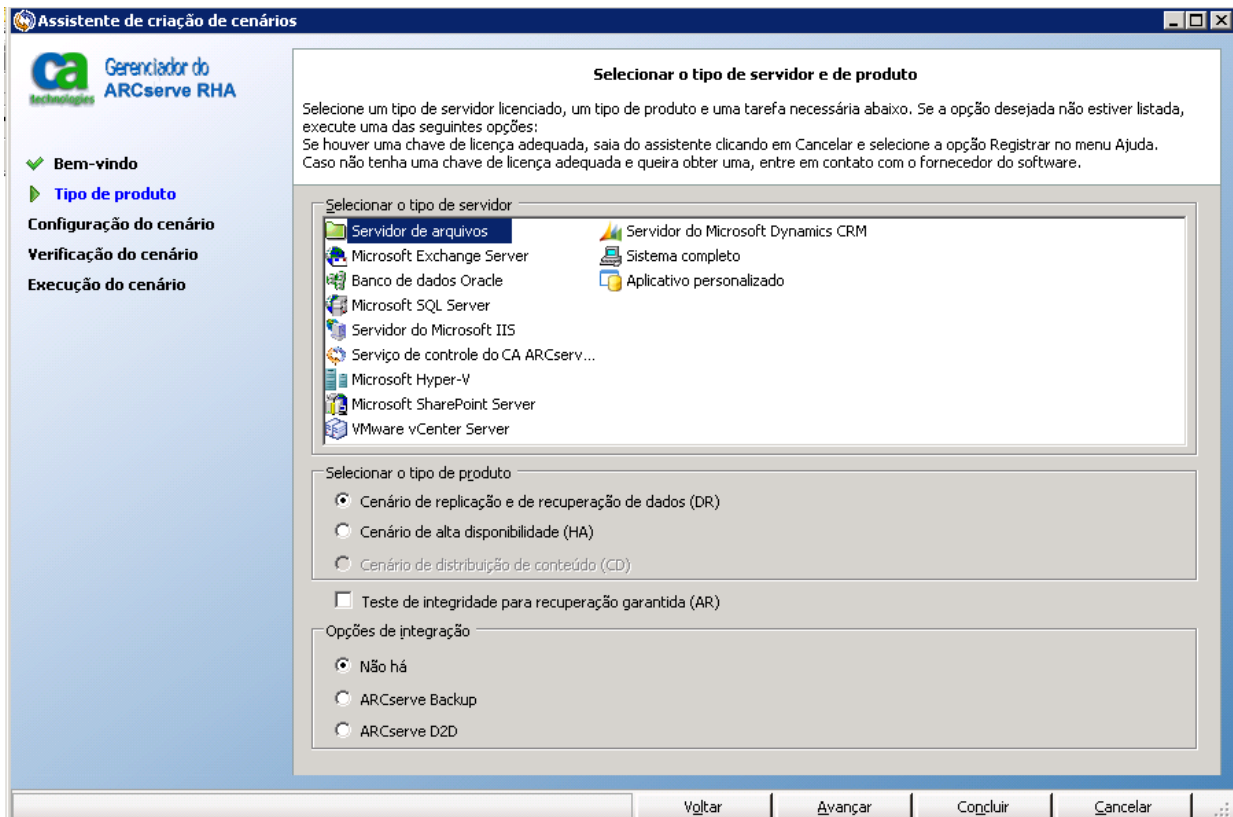 Assistente de criação de cenários
ca
technologies
Gerenciador do
ARCserve RHA
Bem-vindo
Tipo de produto
Configuração do cenário
Verificação do cenário
Execução do cenário
Selecionar o tipo de servidor e de produto
Selecione um tipo de servidor licenciado, um tipo de produto e uma tarefa necessária abaixo. Se a opção desejada não estiver listada,
execute uma das seguintes opções:
Se houver uma chave de licença adequada, saia do assistente clicando em Cancelar e selecione a opção Registrar no menu Ajuda.
Caso não tenha uma chave de licença adequada e queira obter uma, entre em contato com o fornecedor do software.
Selecionar o tipo de servidor
Servidor de arquivos
Microsoft Exchange Server
Banco de dados Oracle
Microsoft SQL Server
Servidor do Microsoft IIS
Serviço de controle do CA ARCserv...
Microsoft Hyper-V
Microsoft SharePoint Server
VMware vCenter Server
Servidor do Microsoft Dynamics CRM
Sistema completo
Aplicativo personalizado
Selecionar o tipo de produto
Cenário de replicação e de recuperação de dados (DR)
Cenário de alta disponibilidade (HA)
Cenário de distribuição de conteúdo (CD)
Teste de integridade para recuperação garantida (AR)
Opções de integração
Não há
ARCserve Backup
ARCserve D2D
Voltar
Avançar
Concluir
Cancelar